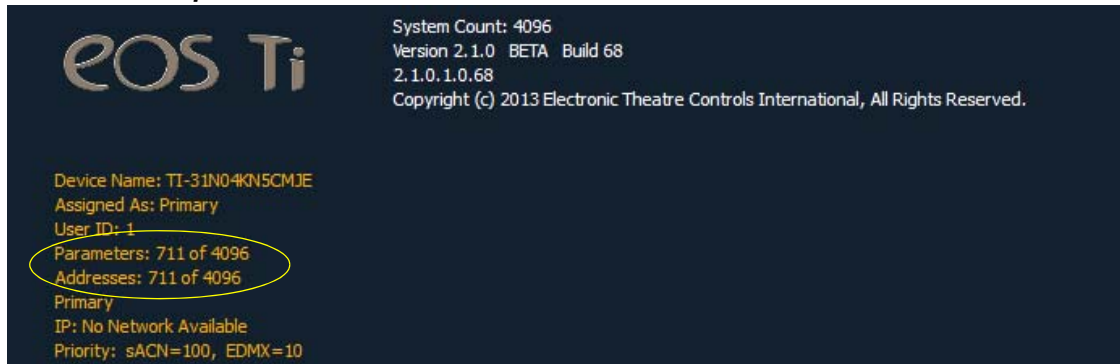 eos Ti
System Count: 4096
Version 2.1.0 BETA Build 68
2.1.0.1.0.68
Copyright (c) 2013 Electronic Theatre Controls International, All Rights Reserved.
Device Name: TI-31N04KN5CMJE
Assigned As: Primary
User ID: 1
Parameters: 711 of 4096
Addresses: 711 of 4096
Primary
IP: No Network Available
Priority: sACN=100, EDMX=10